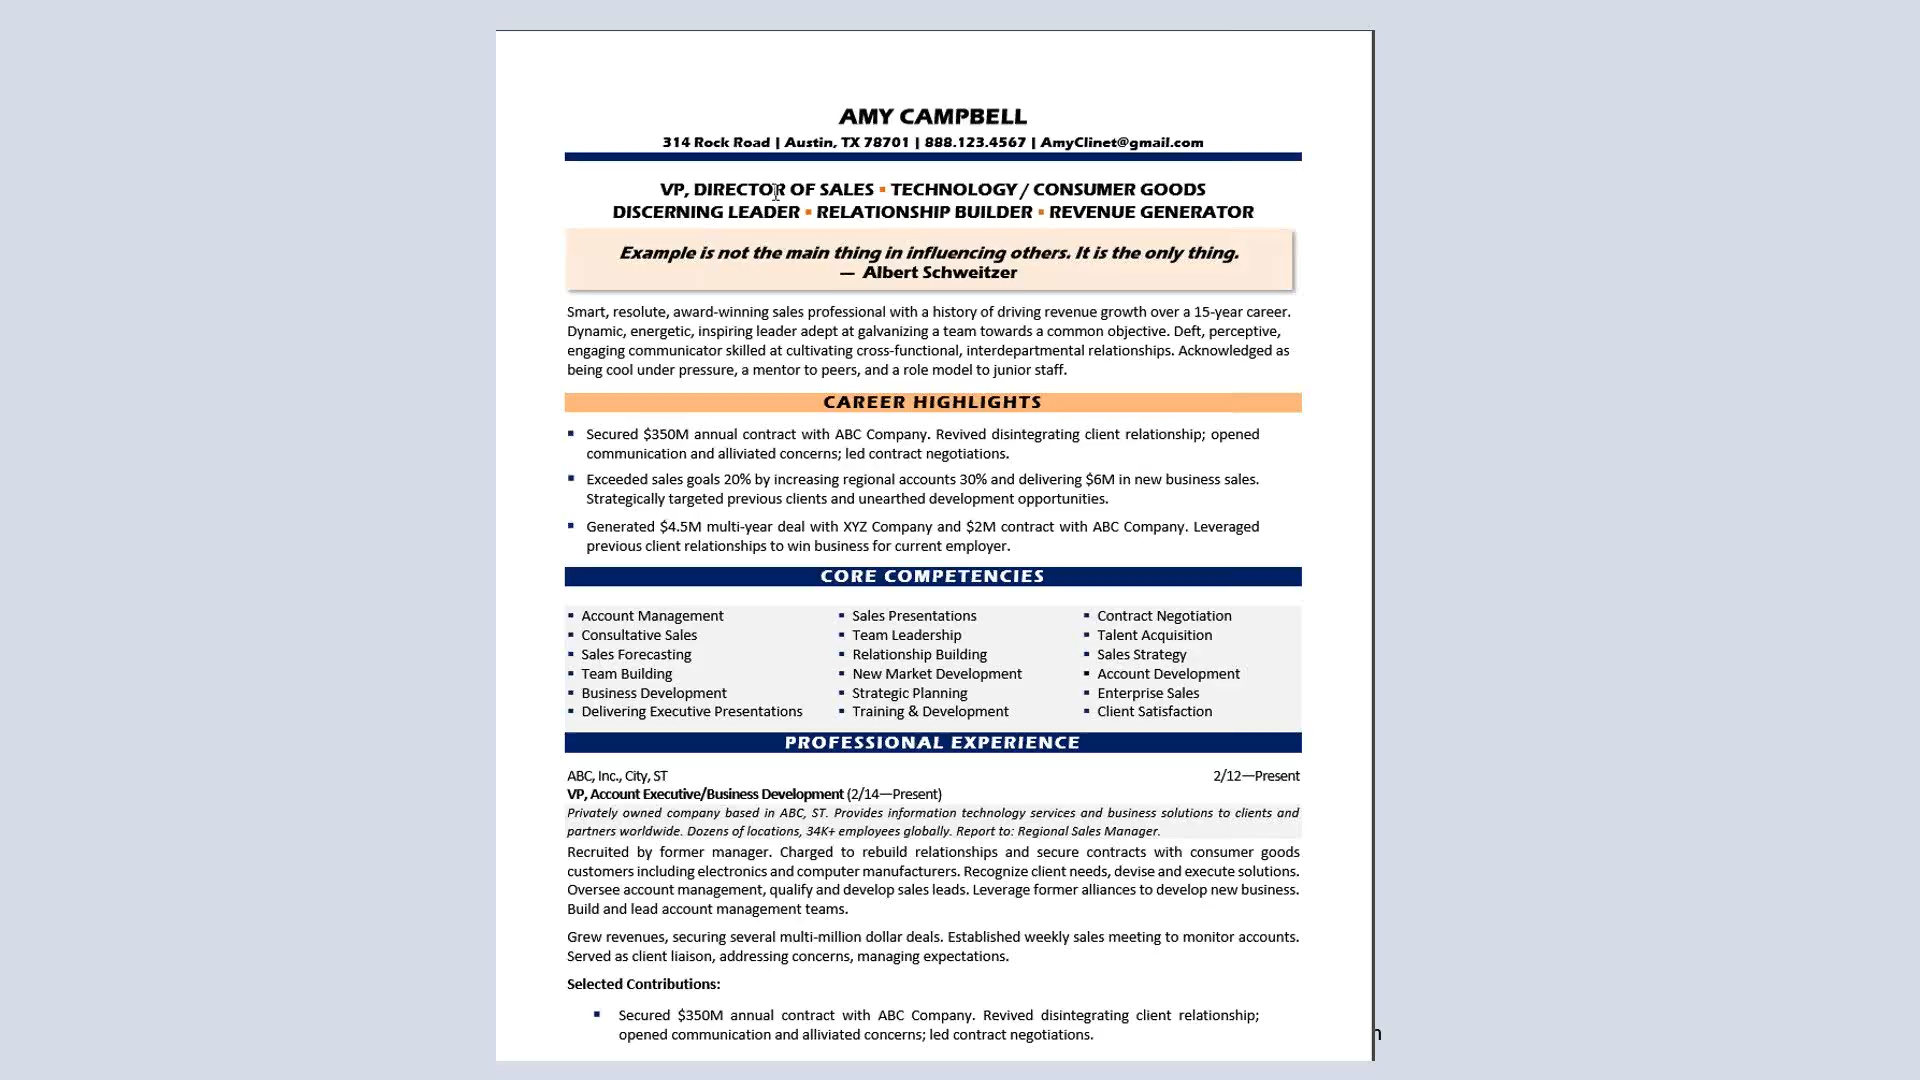 AMY CAMPBELL
314 Rock Road | Austin, TX 78701 | 888.123.4567 | AmyClinet@gmail.com
VP, DIRECTOR OF SALES ▪ TECHNOLOGY / CONSUMER GOODS
DISCERNING LEADER ▪ RELATIONSHIP BUILDER ▪ REVENUE GENERATOR
Example is not the main thing in influencing others. It is the only thing.
— Albert Schweitzer
Smart, resolute, award-winning sales professional with a history of driving revenue growth over a 15-year career.
Dynamic, energetic, inspiring leader adept at galvanizing a team towards a common objective. Deft, perceptive,
engaging communicator skilled at cultivating cross-functional, interdepartmental relationships. Acknowledged as
being cool under pressure, a mentor to peers, and a role model to junior staff.
CAREER HIGHLIGHTS
▪ Secured $350M annual contract with ABC Company. Revived disintegrating client relationship; opened
communication and alliviated concerns; led contract negotiations.
▪ Exceeded sales goals 20% by increasing regional accounts 30% and delivering $6M in new business sales.
Strategically targeted previous clients and unearthed development opportunities.
▪ Generated $4.5M multi-year deal with XYZ Company and $2M contract with ABC Company. Leveraged
previous client relationships to win business for current employer.
CORE COMPETENCIES
▪ Account Management ▪ Sales Presentations ▪ Contract Negotiation
▪ Consultative Sales ▪ Team Leadership ▪ Talent Acquisition
▪ Sales Forecasting ▪ Relationship Building ▪ Sales Strategy
▪ Team Building ▪ New Market Development ▪ Account Development
▪ Business Development ▪ Strategic Planning ▪ Enterprise Sales
▪ Delivering Executive Presentations ▪ Training & Development ▪ Client Satisfaction
PROFESSIONAL EXPERIENCE
ABC, Inc., City, ST 2/12—Present
VP, Account Executive/Business Development (2/14—Present)
Privately owned company based in ABC, ST. Provides information technology services and business solutions to clients and
partners worldwide. Dozens of locations, 34K+ employees globally. Report to: Regional Sales Manager.
Recruited by former manager. Charged to rebuild relationships and secure contracts with consumer goods
customers including electronics and computer manufacturers. Recognize client needs, devise and execute solutions.
Oversee account management, qualify and develop sales leads. Leverage former alliances to develop new business.
Build and lead account management teams.
Grew revenues, securing several multi-million dollar deals. Established weekly sales meeting to monitor accounts.
Served as client liaison, addressing concerns, managing expectations.
Selected Contributions:
▪ Secured $350M annual contract with ABC Company. Revived disintegrating client relationship;
opened communication and alliviated concerns; led contract negotiations.